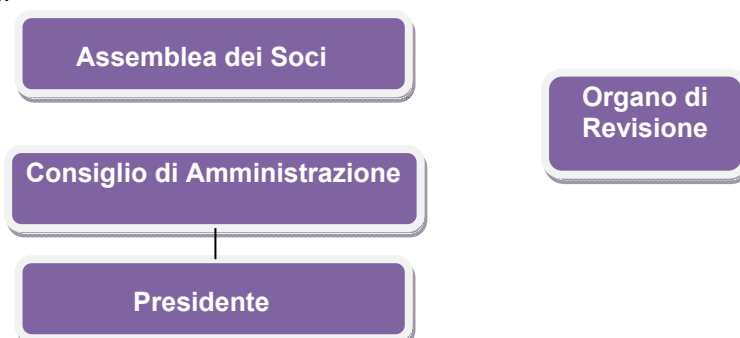 Assemblea dei Soci
Organo di
Revisione
Consiglio di Amministrazione
Presidente